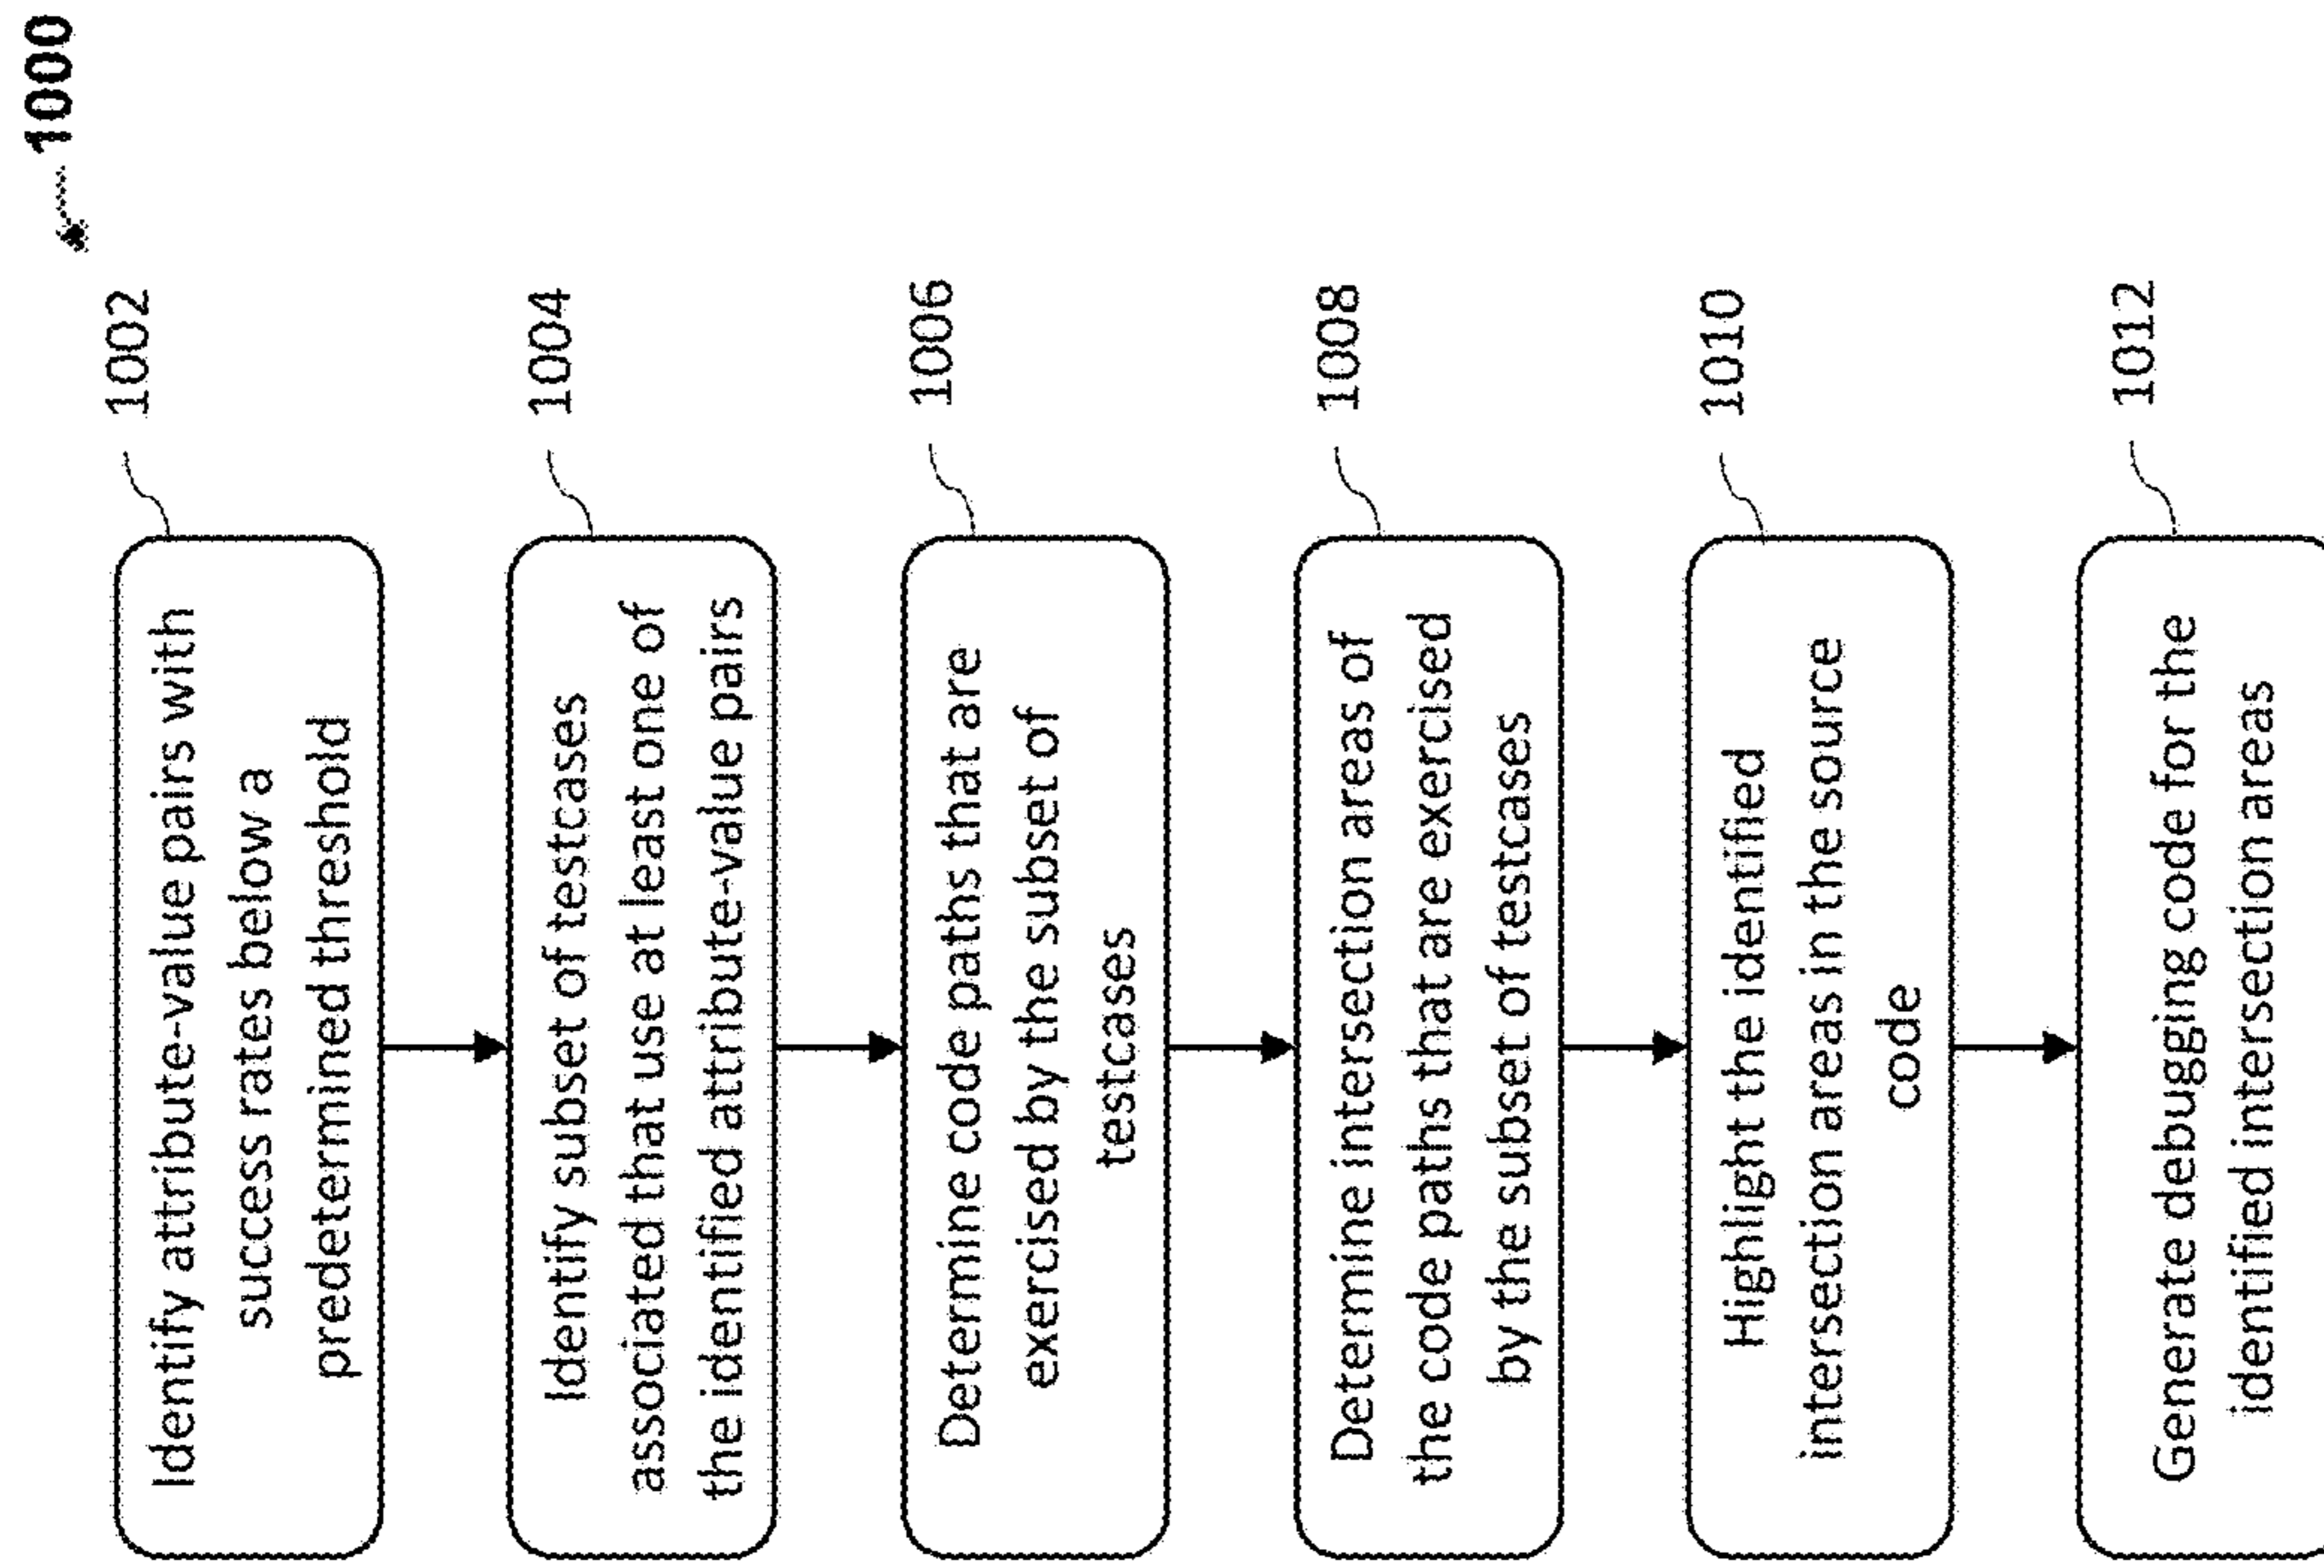 1000
1002
Identify attribute-value pairs with
success rates below a
predetermined threshold
1004
Identify subset of testcases
associated that use at least one of
the identified attribute-value pairs
1006
Determine code paths that are
exercised by the subset of
testcases
1008
Determine intersection areas of
the code paths that are exercised
by the subset of testcases
1010
Highlight the identified
intersection areas in the source
code
1012
Generate debugging code for the
identified intersection areas